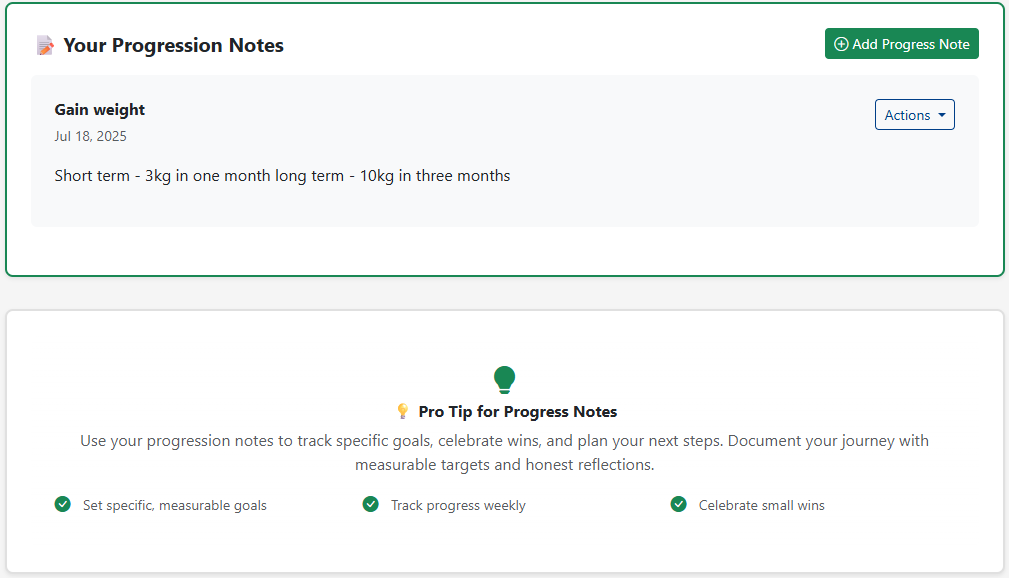 Your Progression Notes
Add Progress Note
Gain weight
Actions
Jul 18, 2025
Short term - 3kg in one month long term - 10kg in three months
Pro Tip for Progress Notes
Use your progression notes to track specific goals, celebrate wins, and plan your next steps. Document your journey with
measurable targets and honest reflections.
Set specific, measurable goals
Track progress weekly
Celebrate small wins